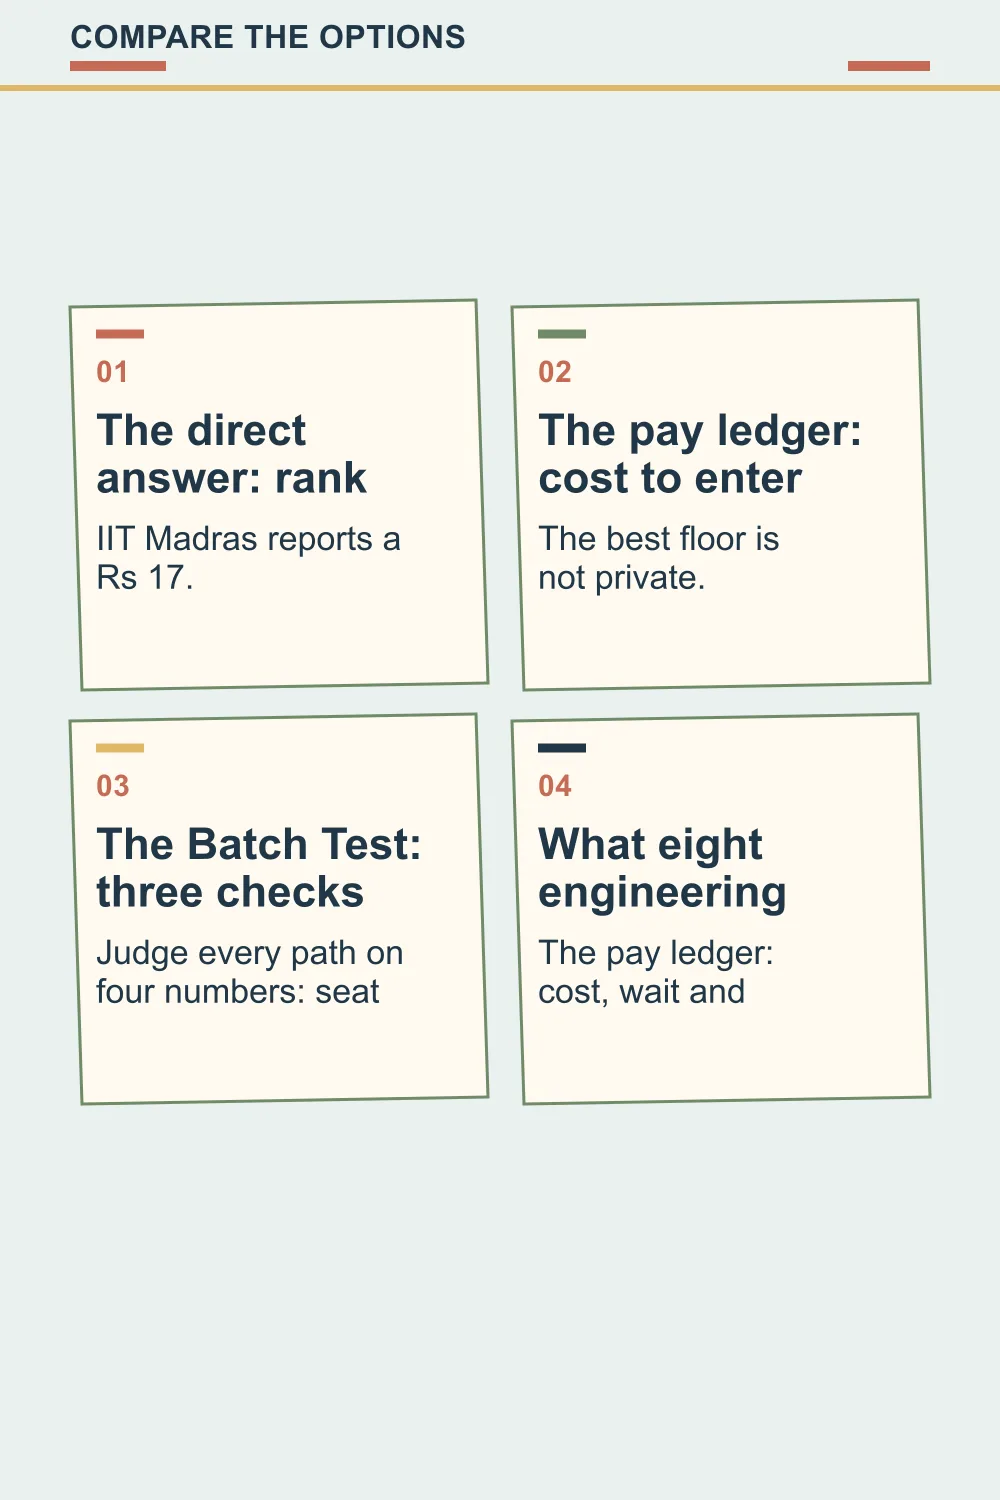 COMPARE THE OPTIONS
01
The direct
answer: rank
IIT Madras reports a
Rs 17.
02
The pay ledger:
cost to enter
The best floor is
not private.
03
The Batch Test:
three checks
Judge every path on
four numbers: seat
04
What eight
engineering
The pay ledger:
cost, wait and